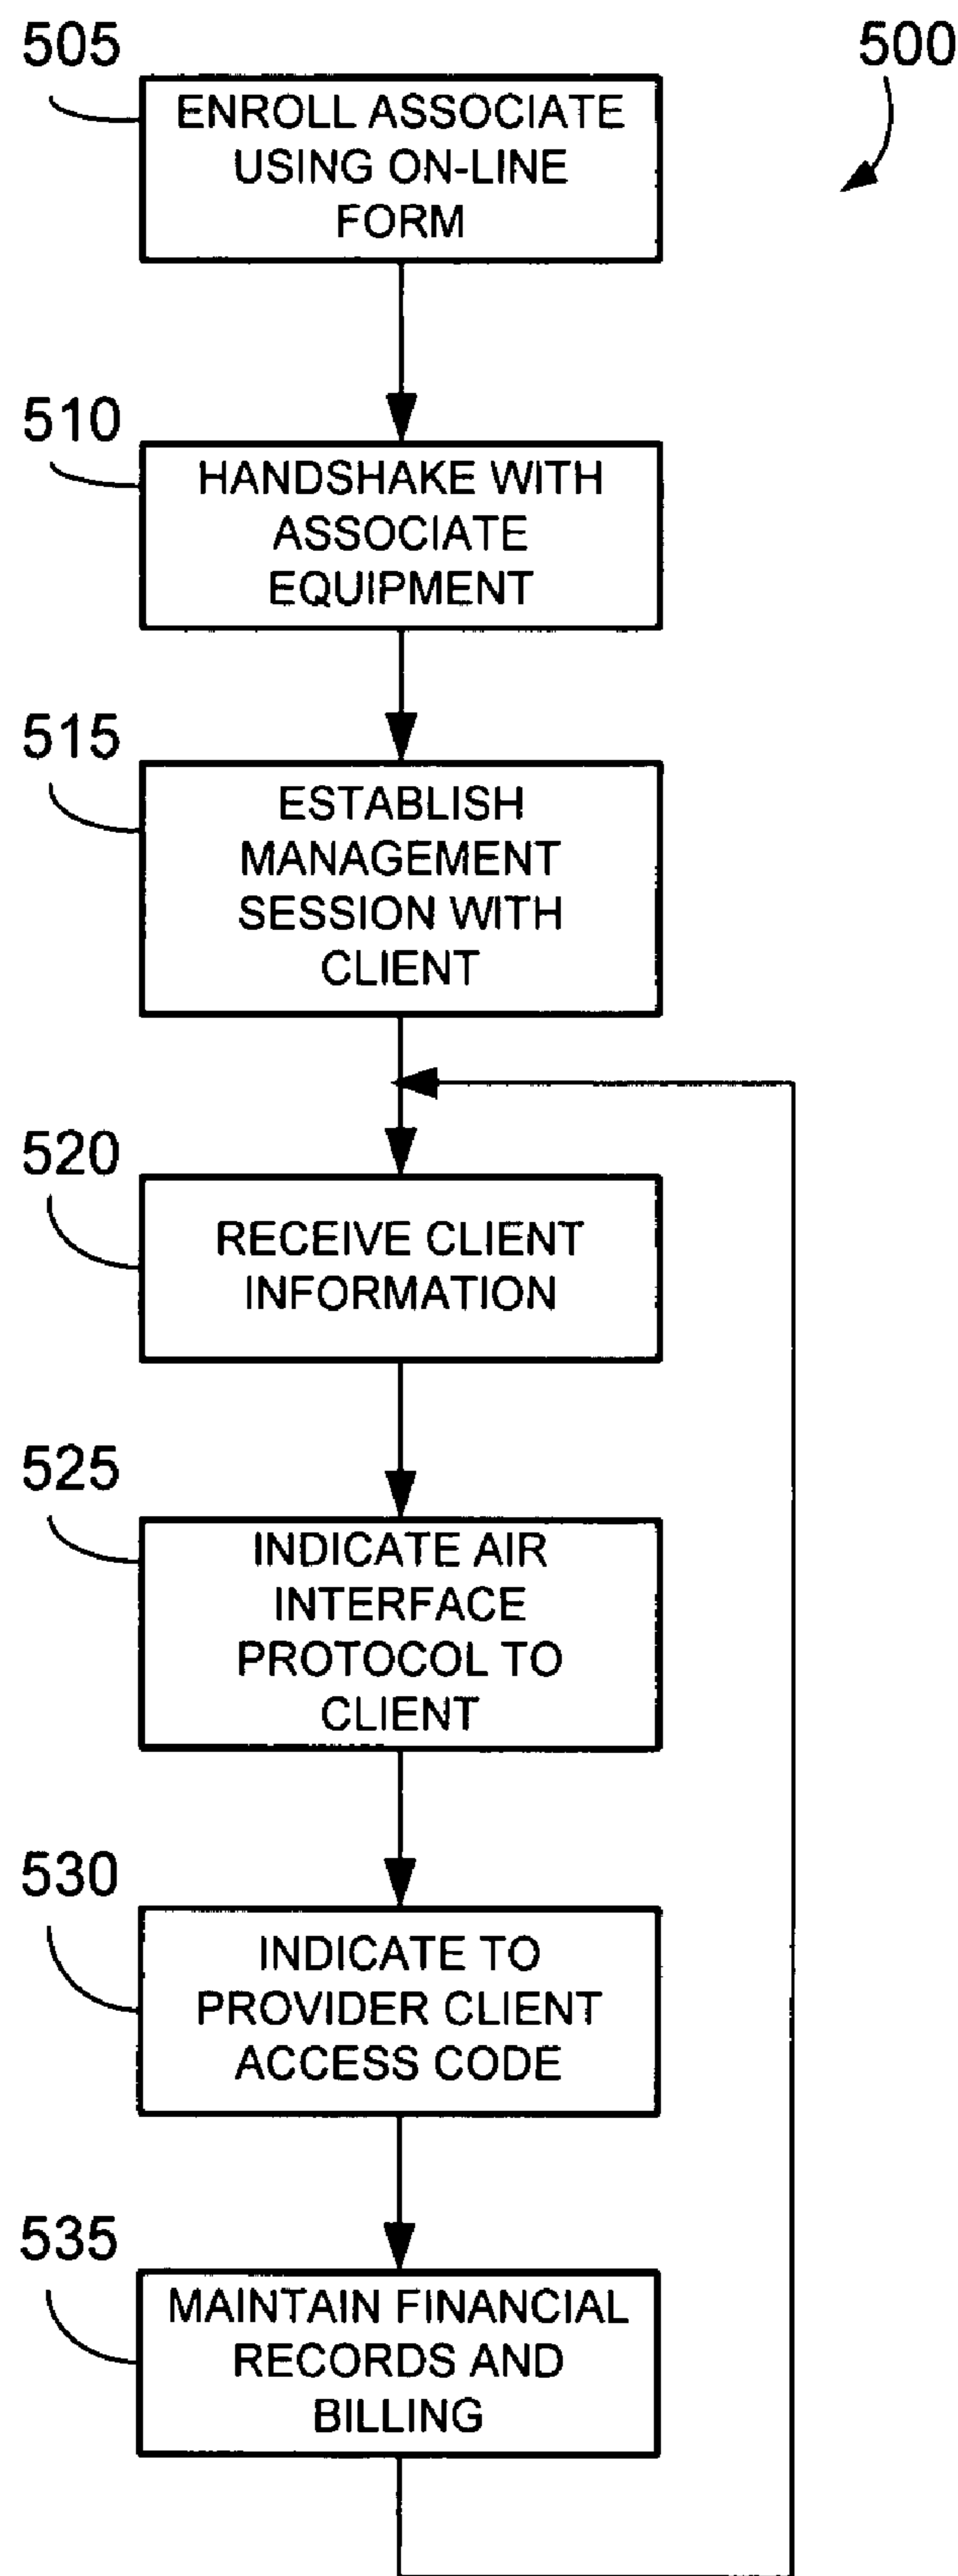 505
500
ENROLL ASSOCIATE
USING ON-LINE
FORM
510
HANDSHAKE WITH
ASSOCIATE
EQUIPMENT
515
ESTABLISH
MANAGEMENT
SESSION WITH
CLIENT
520
RECEIVE CLIENT
INFORMATION
525
INDICATE AIR
INTERFACE
PROTOCOL TO
CLIENT
530
INDICATE TO
PROVIDER CLIENT
ACCESS CODE
535
MAINTAIN FINANCIAL
RECORDS AND
BILLING